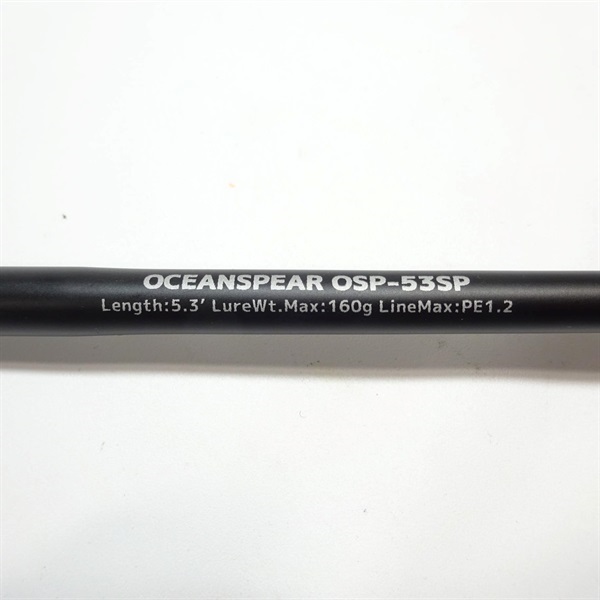 OCEANSPEAR OSP-53SP
Length:5.3’ LureWt.Max:160g LineMax:PE1.2